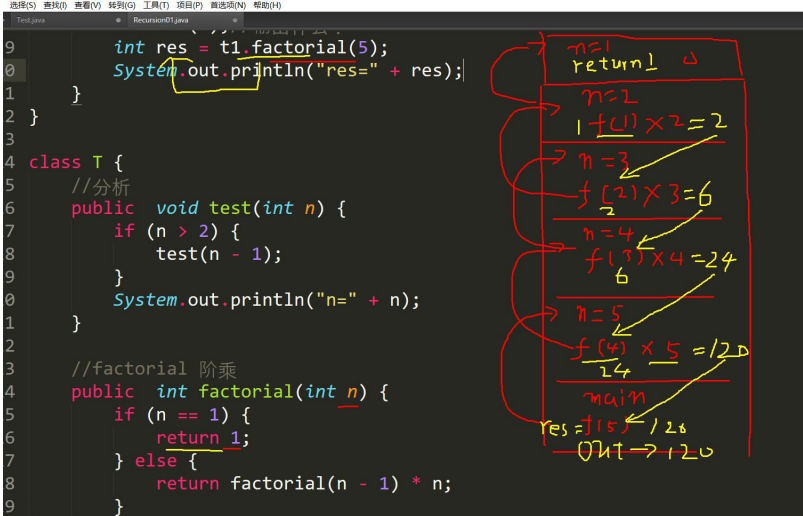 选择(S) 查找(I) 查看(V) 转到(G) 工具(T) 项目(P) 首选项(N) 帮助(H)
Test.java Recursion01.java
9 int res = t1.factorial(5);
0 System.out.println("res=" + res);
1 }
2 }
3
4 class T {
5 //分析
6 public void test(int n) {
7 if (n > 2) {
8 test(n - 1);
9 }
0 System.out.println("n=" + n);
1 }
2
3 //factorial 阶乘
4 public int factorial(int n) {
5 if (n == 1) {
6 return 1;
7 } else {
8 return factorial(n - 1) * n;
9 }
n=1
return 1
n=2
1 f(1) × 2 = 2
n=3
f(2) × 3 = 6
2
n=4
f(3) × 4 = 24
6
n=5
f(4) × 5 = 120
24
main
res = f(5) 120
out → 120